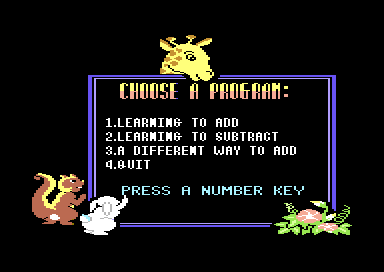 CHOOSE A PROGRAM:
1.LEARNING TO ADD
2.LEARNING TO SUBTRACT
3.A DIFFERENT WAY TO ADD
4.QUIT
PRESS A NUMBER KEY